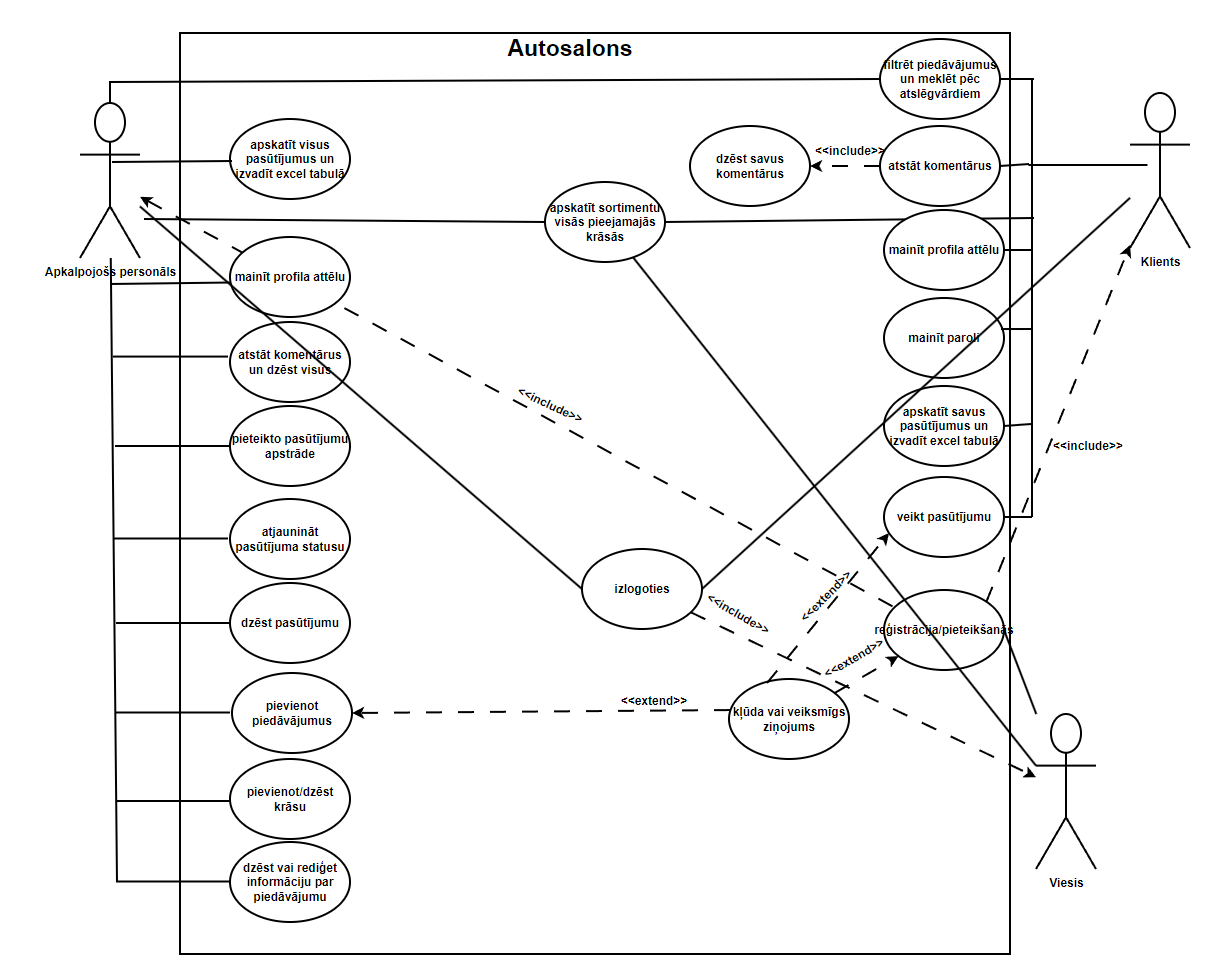 Autosalons
filtrēt piedāvājumus
un meklēt pēc
atslēgvārdiem
apskatīt visus
pasūtījumus un
izvadīt excel tabulā
dzēst savus
komentārus
<<include>>
atstāt komentārus
apskatīt sortimentu
visās pieejamajās
krāsās
mainīt profila attēlu
Apkalpojošs personāls
Klients
mainīt profila attēlu
mainīt paroli
atstāt komentārus
un dzēst visus
<<include>>
apskatīt savus
pasūtījumus un
izvadīt excel tabulā
<<include>>
pieteikto pasūtījumu
apstrāde
veikt pasūtījumu
atjaunināt
pasūtījuma statusu
izlogoties
<<extend>>
<<include>>
dzēst pasūtījumu
reģistrācija/pieteikšanās
<<extend>>
<<extend>>
pievienot
piedāvājumus
kļūda vai veiksmīgs
ziņojums
pievienot/dzēst
krāsu
dzēst vai rediģet
informāciju par
piedāvājumu
Viesis